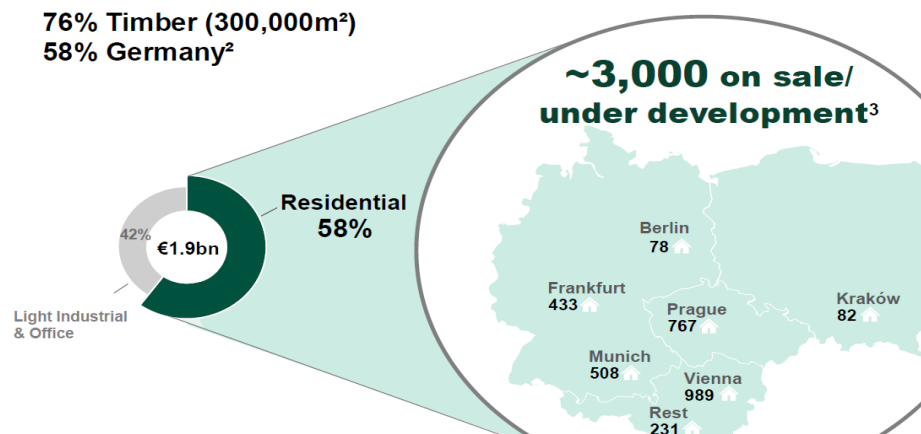 76% Timber (300,000m²)
58% Germany²
~3,000 on sale/
under development³
Residential
58%
42%
€1.9bn
Light Industrial
& Office
Berlin
78
Frankfurt
433
Prague
767
Kraków
82
Munich
508
Vienna
989
Rest
231